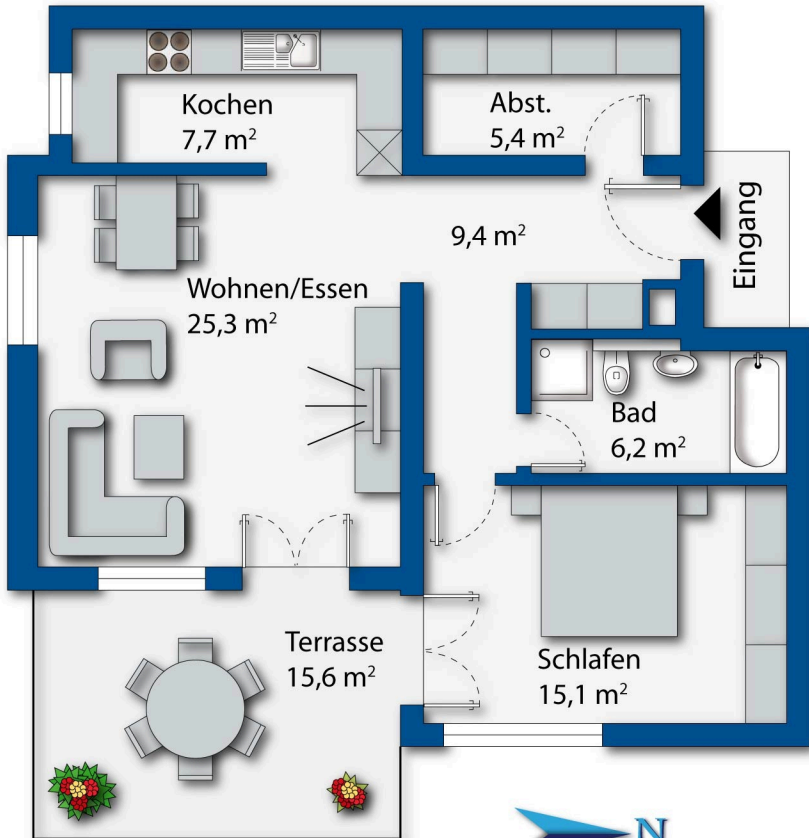 Kochen
7,7 m²
Abst.
5,4 m²
9,4 m²
Eingang
Wohnen/Essen
25,3 m²
Bad
6,2 m²
Terrasse
15,6 m²
Schlafen
15,1 m²
N